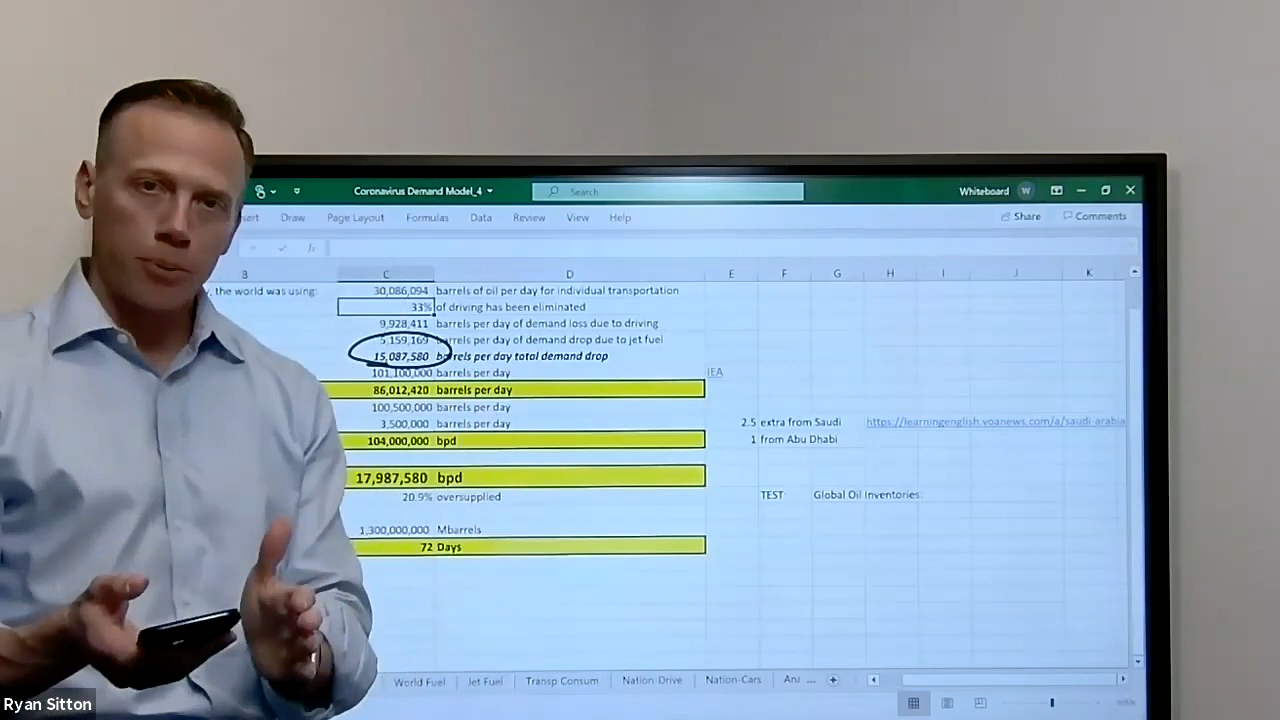 Coronavirus Demand Model_4
Search
Whiteboard W
Draw Page Layout Formulas Data Review View Help
Share Comments
fx
B C D E F G H I J K
, the world was using: 30,086,094 barrels of oil per day for individual transportation
33% of driving has been eliminated
9,928,411 barrels per day of demand loss due to driving
5,159,169 barrels per day of demand drop due to jet fuel
15,087,580 barrels per day total demand drop
101,100,000 barrels per day IEA
86,012,420 barrels per day
100,500,000 barrels per day
2.5 extra from Saudi https://learningenglish.voanews.com/a/saudi-arabia
3,500,000 barrels per day
104,000,000 bpd 1 from Abu Dhabi
17,987,580 bpd
20.9% oversupplied TEST Global Oil Inventories:
1,300,000,000 Mbarrels
72 Days
World Fuel Jet Fuel Transp Consum Nation-Drive Nation-Cars ...
Ryan Sitton